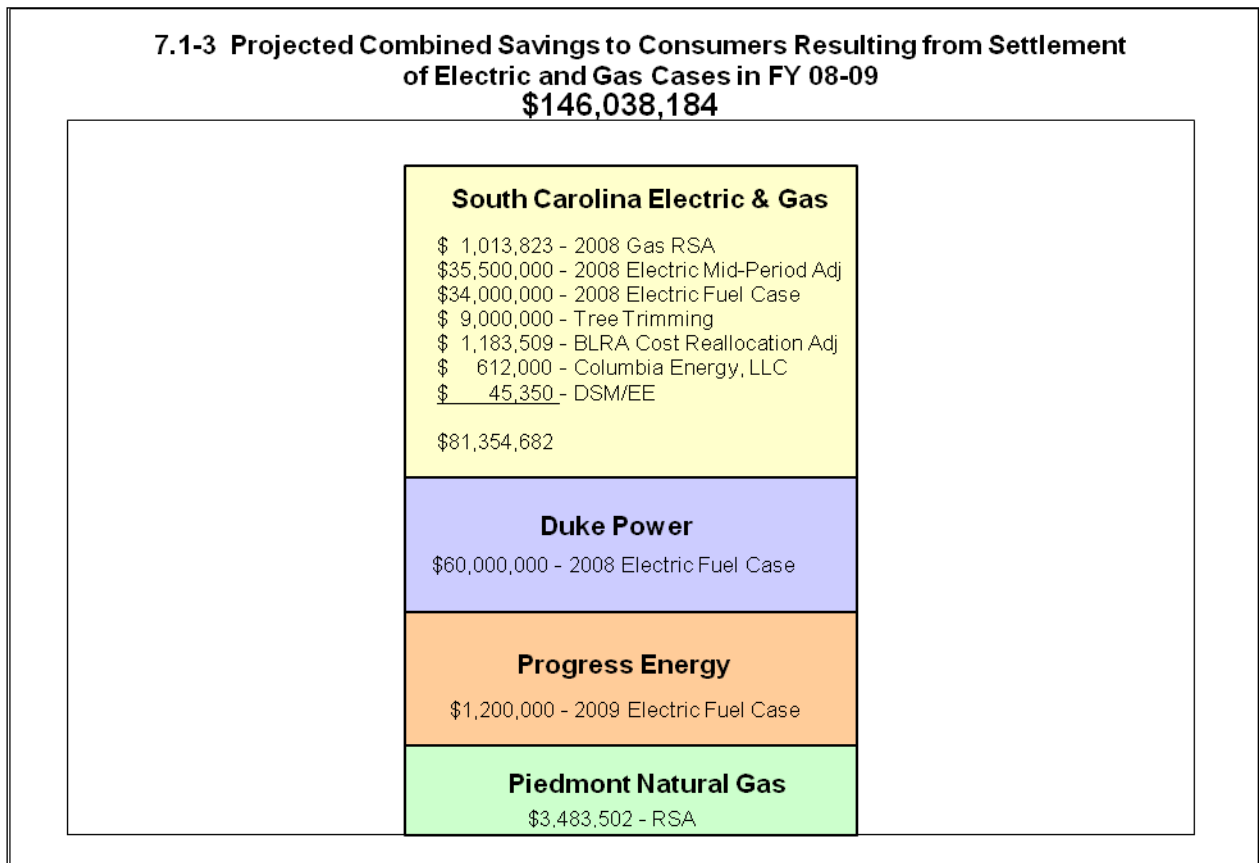 7.1-3 Projected Combined Savings to Consumers Resulting from Settlement
of Electric and Gas Cases in FY 08-09
$146,038,184
South Carolina Electric & Gas
$ 1,013,823 - 2008 Gas RSA
$35,500,000 - 2008 Electric Mid-Period Adj
$34,000,000 - 2008 Electric Fuel Case
$ 9,000,000 - Tree Trimming
$ 1,183,509 - BLRA Cost Reallocation Adj
$ 612,000 - Columbia Energy, LLC
$ 45,350 - DSM/EE
$81,354,682
Duke Power
$60,000,000 - 2008 Electric Fuel Case
Progress Energy
$1,200,000 - 2009 Electric Fuel Case
Piedmont Natural Gas
$3,483,502 - RSA